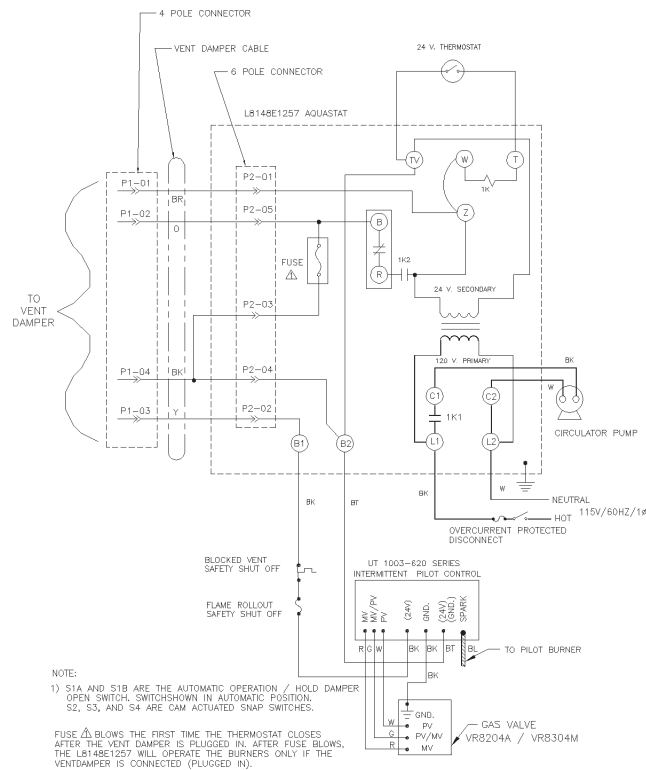 4 POLE CONNECTOR
VENT DAMPER CABLE
6 POLE CONNECTOR
24 V. THERMOSTAT
L8148E1257 AQUASTAT
TV
W
T
1K
P1-01
BR
P2-01
Z
P1-02
O
P2-05
B
FUSE
R
1K2
24 V. SECONDARY
TO
VENT
DAMPER
P2-03
120 V. PRIMARY
BK
W
P1-04
BK
P2-04
C1
C2
1K1
CIRCULATOR PUMP
P1-03
Y
P2-02
B1
B2
L1
L2
BK
W
NEUTRAL
BK
BT
HOT
115V/60HZ/1ø
OVERCURRENT PROTECTED
DISCONNECT
BLOCKED VENT
SAFETY SHUT OFF
FLAME ROLLOUT
SAFETY SHUT OFF
UT 1003-620 SERIES
INTERMITTENT PILOT CONTROL
MV
MV/PV
PV
(24V)
GND.
(24V)
(GND.)
SPARK
R G W
BK
BK
BT
BL
TO PILOT BURNER
BK
NOTE:
1) S1A AND S1B ARE THE AUTOMATIC OPERATION / HOLD DAMPER
OPEN SWITCH. SWITCHSHOWN IN AUTOMATIC POSITION.
S2, S3, AND S4 ARE CAM ACTUATED SNAP SWITCHES.
FUSE BLOWS THE FIRST TIME THE THERMOSTAT CLOSES
AFTER THE VENT DAMPER IS PLUGGED IN. AFTER FUSE BLOWS,
THE L8148E1257 WILL OPERATE THE BURNERS ONLY IF THE
VENTDAMPER IS CONNECTED (PLUGGED IN).
GND.
W
PV
G
PV/MV
R
MV
GAS VALVE
VR8204A / VR8304M